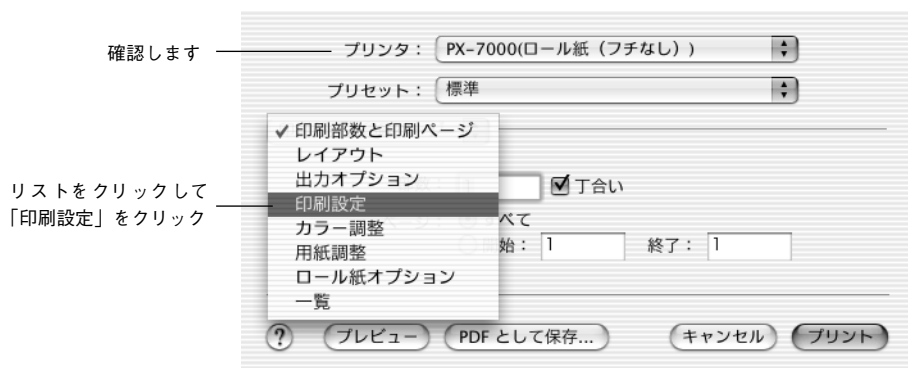 確認します
プリンタ： PX-7000(ロール紙（フチなし）)
プリセット： 標準
✓ 印刷部数と印刷ページ
レイアウト
出力オプション
印刷設定
カラー調整
用紙調整
ロール紙オプション
一覧
リストをクリックして
「印刷設定」をクリック
丁合い
べて
始： 1 終了： 1
? プレビュー PDF として保存... キャンセル プリント